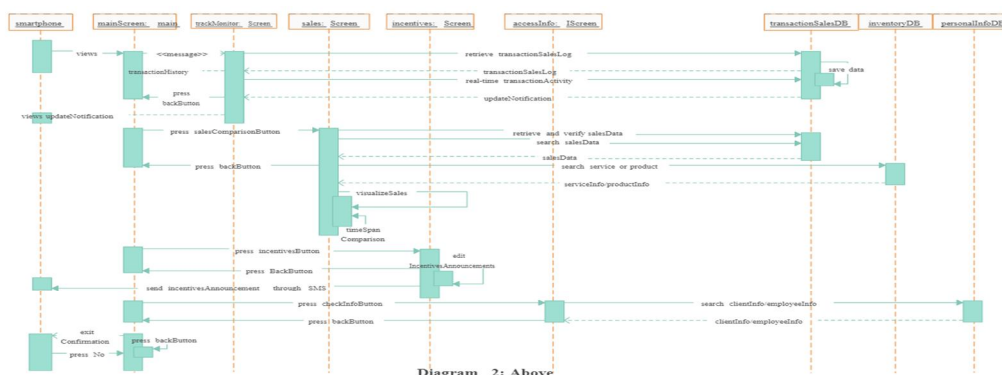 smartphone
mainScreen: main
trackMonitor: Screen
sales: Screen
incentives: Screen
accessInfo: IScreen
transactionSalesDB
inventoryDB
personalInfoDB
views
<<message>>
retrieve transactionSalesLog
save data
transactionHistory
transactionSalesLog
real-time transactionActivity
press
backButton
updateNotification
views updateNotification
press salesComparisonButton
retrieve and verify salesData
search salesData
salesData
press backButton
search service or product
serviceInfo/productInfo
visualizeSales
timeSpan
Comparison
press incentivesButton
edit
IncentivesAnnouncements
press BackButton
send incentivesAnnouncement through SMS
press checkInfoButton
search clientInfo/employeeInfo
press backButton
clientInfo/employeeInfo
exit
Confirmation
press backButton
press No
Diagram 2: Above